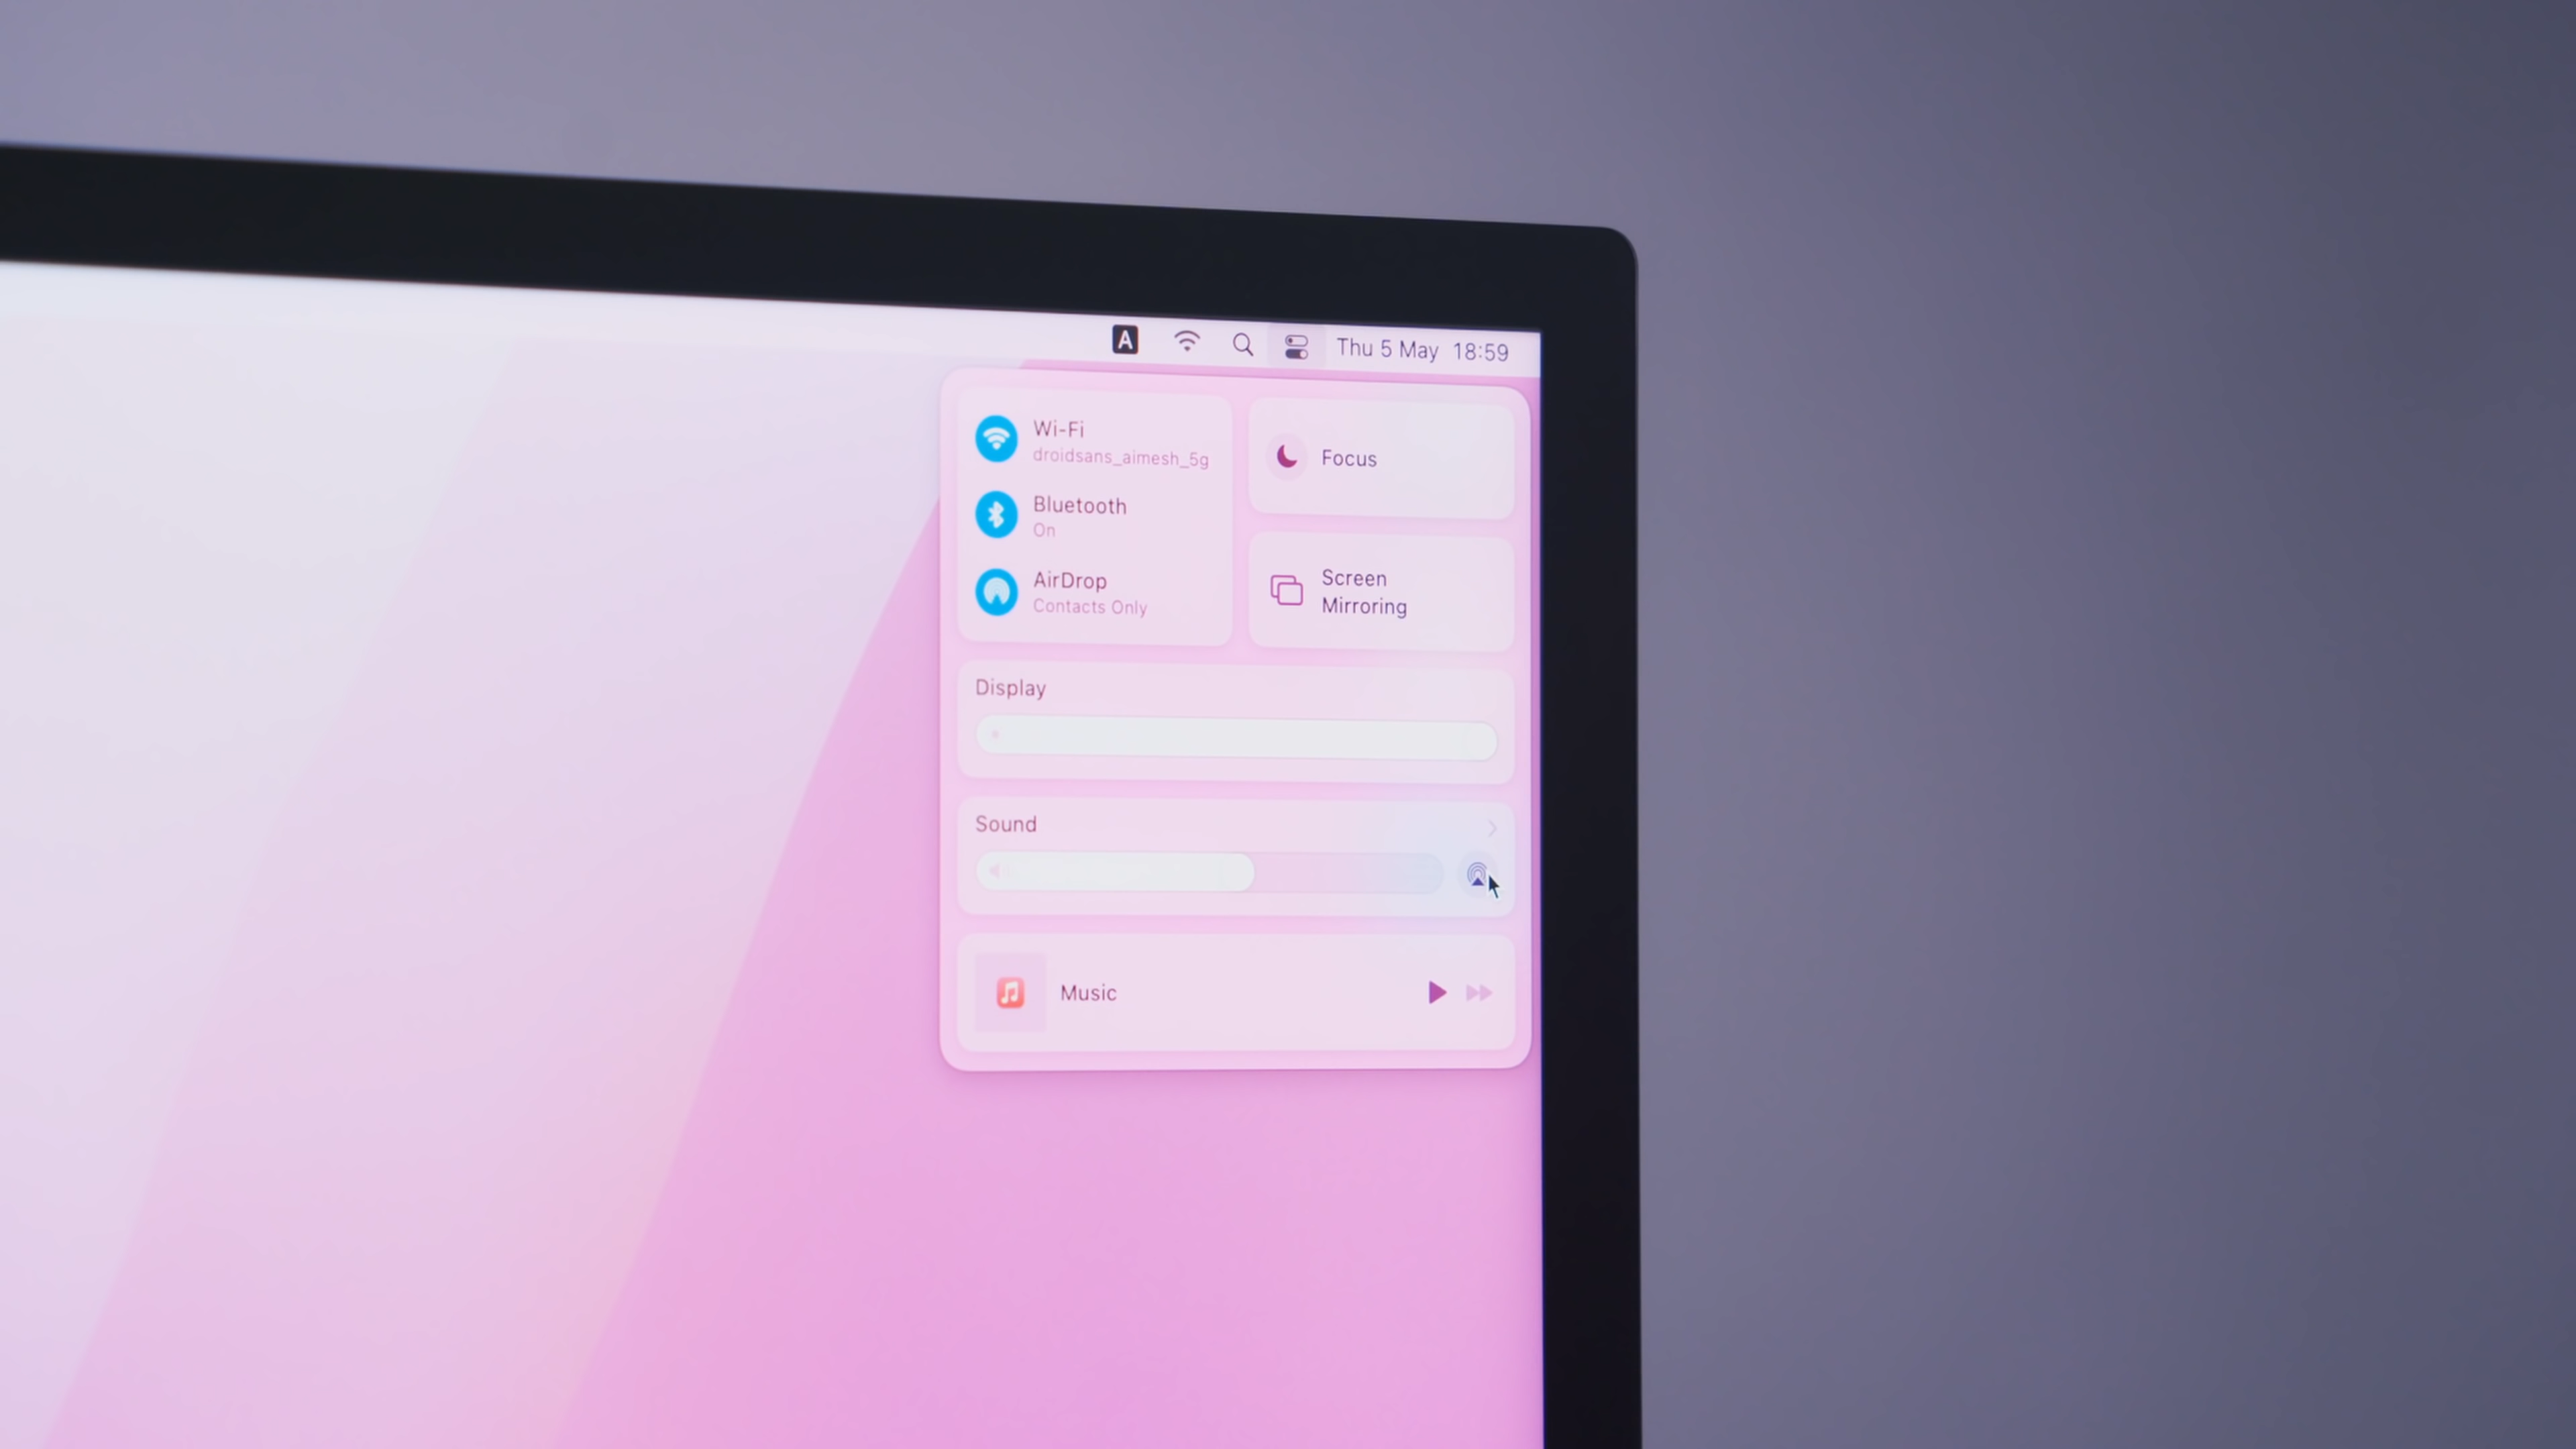 A
Thu 5 May 18:59
Wi-Fi
droidsans_aimesh_5g
Bluetooth
On
AirDrop
Contacts Only
Focus
Screen
Mirroring
Display
Sound
Music